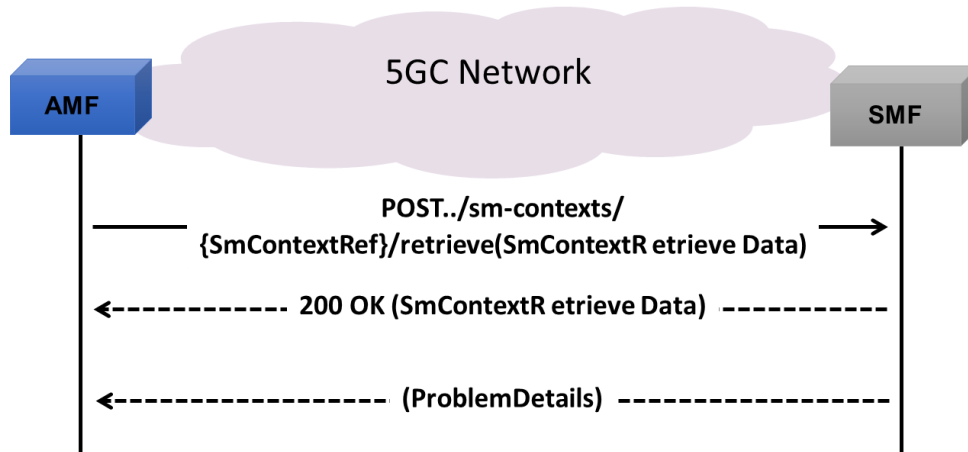 5GC Network
AMF
SMF
POST../sm-contexts/
{SmContextRef}/retrieve(SmContextR etrieve Data)
200 OK (SmContextR etrieve Data)
(ProblemDetails)